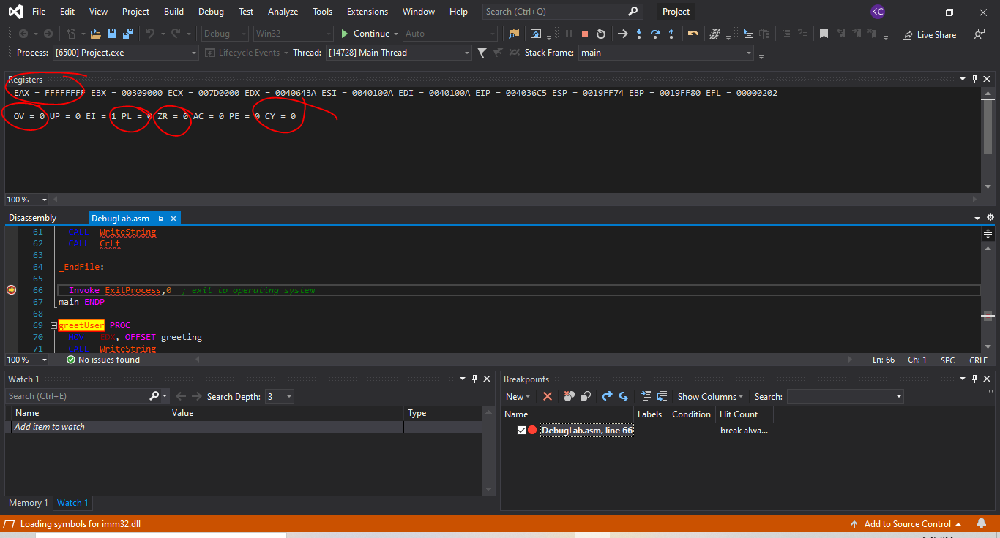 File Edit View Project Build Debug Test Analyze Tools Extensions Window Help Search (Ctrl+Q) Project KC
Debug Win32 Continue Auto Live Share
Process: [6500] Project.exe Lifecycle Events Thread: [14728] Main Thread Stack Frame: main
Registers
EAX = FFFFFFFF EBX = 00309000 ECX = 007D0000 EDX = 0040643A ESI = 0040100A EDI = 0040100A EIP = 004036C5 ESP = 0019FF74 EBP = 0019FF80 EFL = 00000202
OV = 0 UP = 0 EI = 1 PL = 0 ZR = 0 AC = 0 PE = 0 CY = 0
100 %
Disassembly DebugLab.asm
61 CALL WriteString
62 CALL CrLf
63
64 _EndFile:
65
66 Invoke ExitProcess,0 ; exit to operating system
67 main ENDP
68
69 greetUser PROC
70 MOV EDX, OFFSET greeting
71 CALL WriteString
100 % No issues found Ln: 66 Ch: 1 SPC CRLF
Watch 1
Search (Ctrl+E) Search Depth: 3
Name Value Type
Add item to watch
Memory 1 Watch 1
Breakpoints
New Show Columns Search:
Name Labels Condition Hit Count
DebugLab.asm, line 66 break alwa...
Loading symbols for imm32.dll Add to Source Control